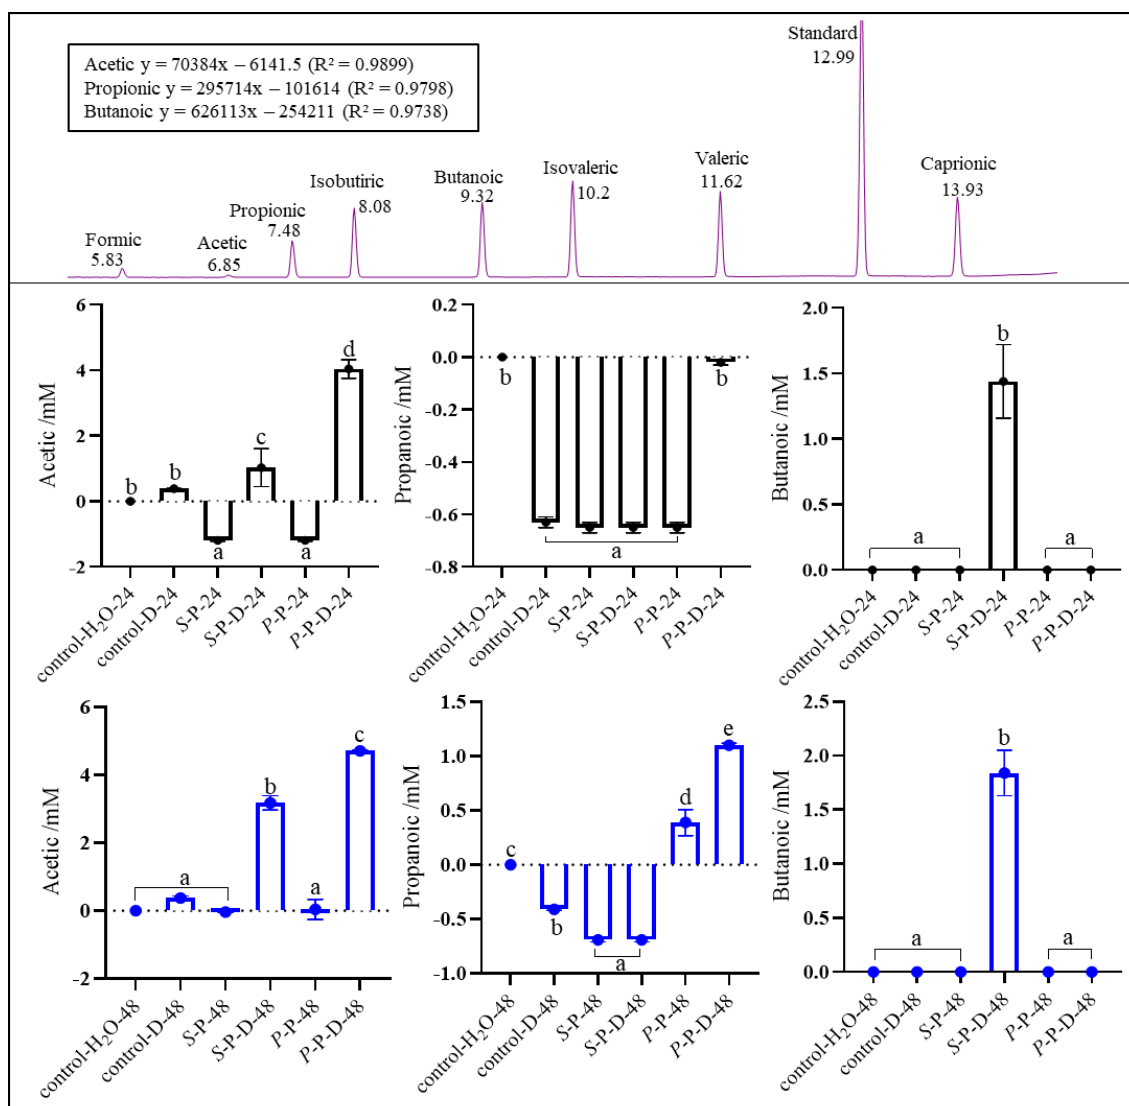 Acetic y = 70384x – 6141.5 (R² = 0.9899)
Propionic y = 295714x – 101614 (R² = 0.9798)
Butanoic y = 626113x – 254211 (R² = 0.9738)
Formic
5.83
Acetic
6.85
Propionic
7.48
Isobutiric
8.08
Butanoic
9.32
Isovaleric
10.2
Valeric
11.62
Standard
12.99
Caprionic
13.93
Acetic /mM
6
4
2
0
-2
b
b
a
c
a
d
control-H₂O-24
control-D-24
S-P-24
S-P-D-24
P-P-24
P-P-D-24
Propanoic /mM
0.2
0.0
-0.2
-0.4
-0.6
-0.8
b
a
b
control-H₂O-24
control-D-24
S-P-24
S-P-D-24
P-P-24
P-P-D-24
Butanoic /mM
2.0
1.5
1.0
0.5
0.0
a
b
a
control-H₂O-24
control-D-24
S-P-24
S-P-D-24
P-P-24
P-P-D-24
Acetic /mM
6
4
2
0
-2
a
b
a
c
control-H₂O-48
control-D-48
S-P-48
S-P-D-48
P-P-48
P-P-D-48
Propanoic /mM
1.5
1.0
0.5
0.0
-0.5
-1.0
c
b
a
d
e
control-H₂O-48
control-D-48
S-P-48
S-P-D-48
P-P-48
P-P-D-48
Butanoic /mM
2.5
2.0
1.5
1.0
0.5
0.0
a
b
a
control-H₂O-48
control-D-48
S-P-48
S-P-D-48
P-P-48
P-P-D-48